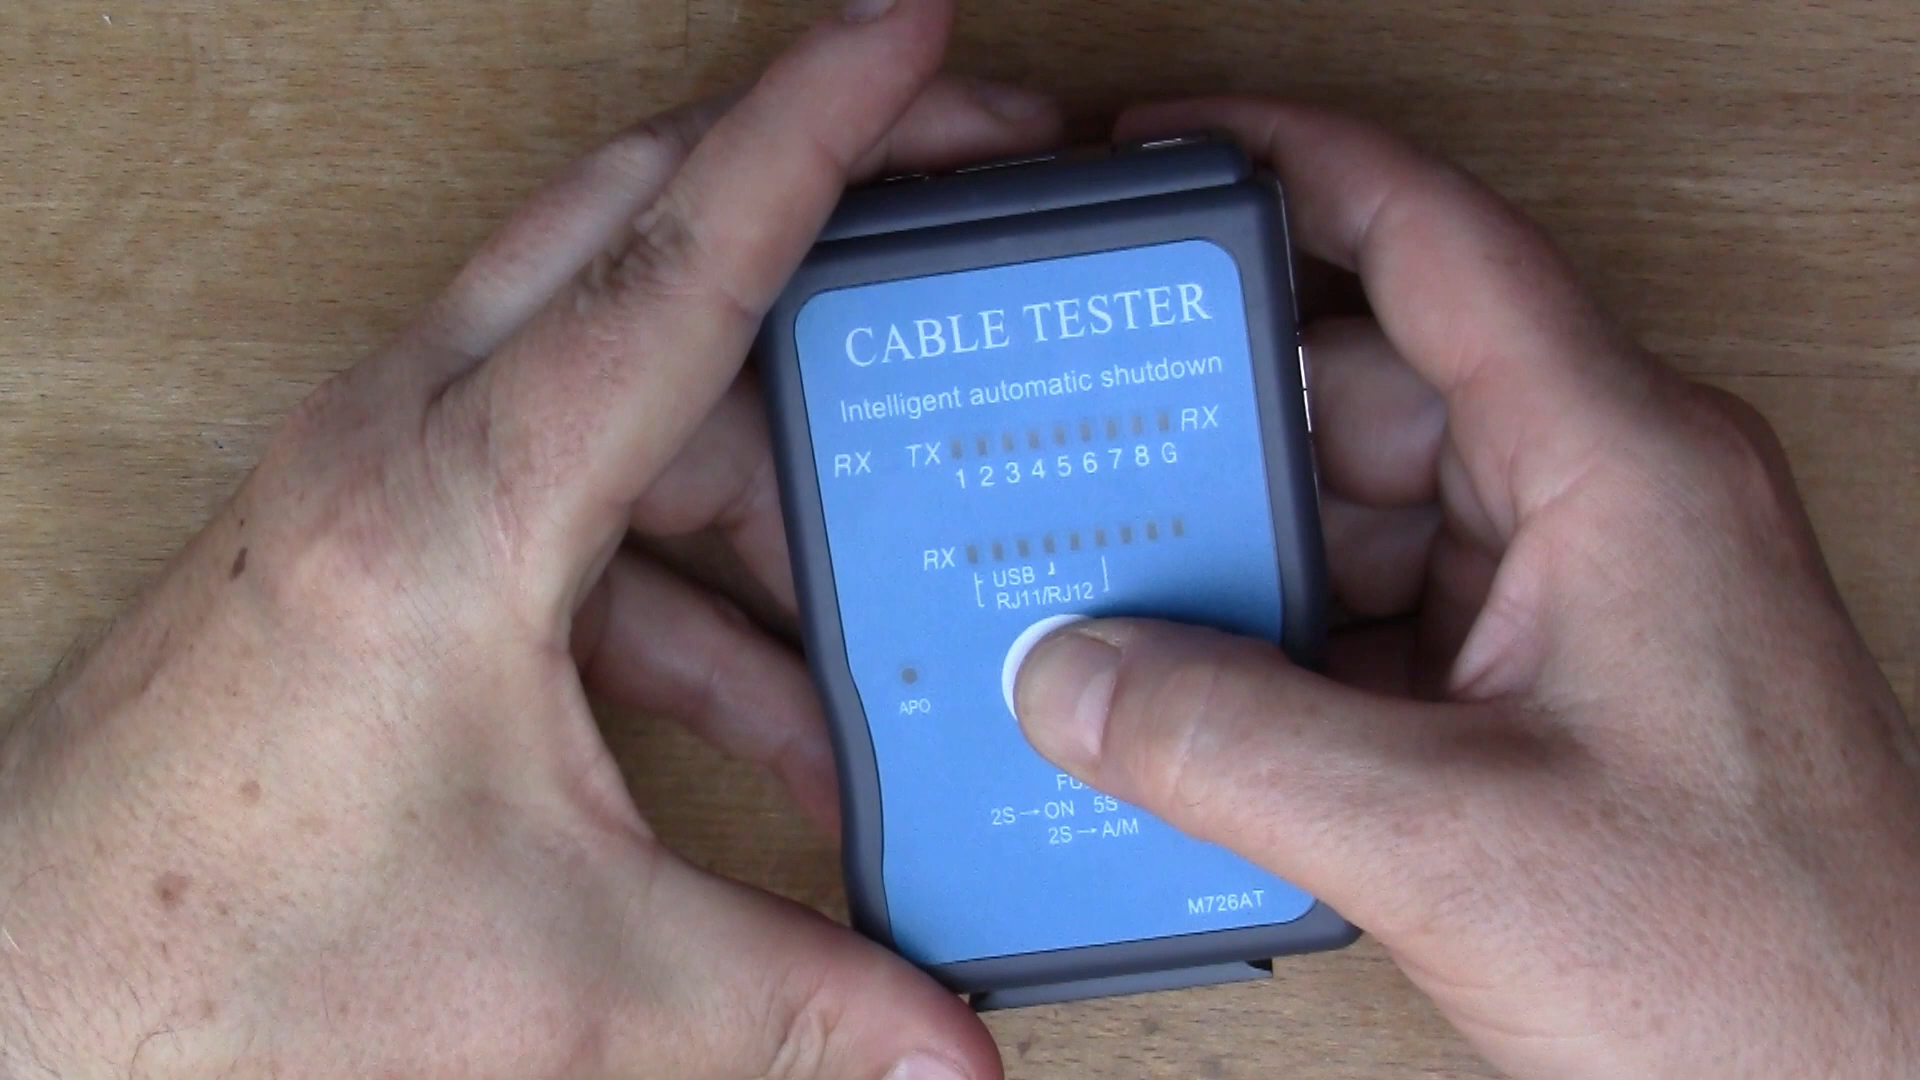 CABLE TESTER
Intelligent automatic shutdown
RX TX RX
1 2 3 4 5 6 7 8 G
RX
USB
RJ11/RJ12
APO
2S→ON 5S
2S→A/M
M726AT